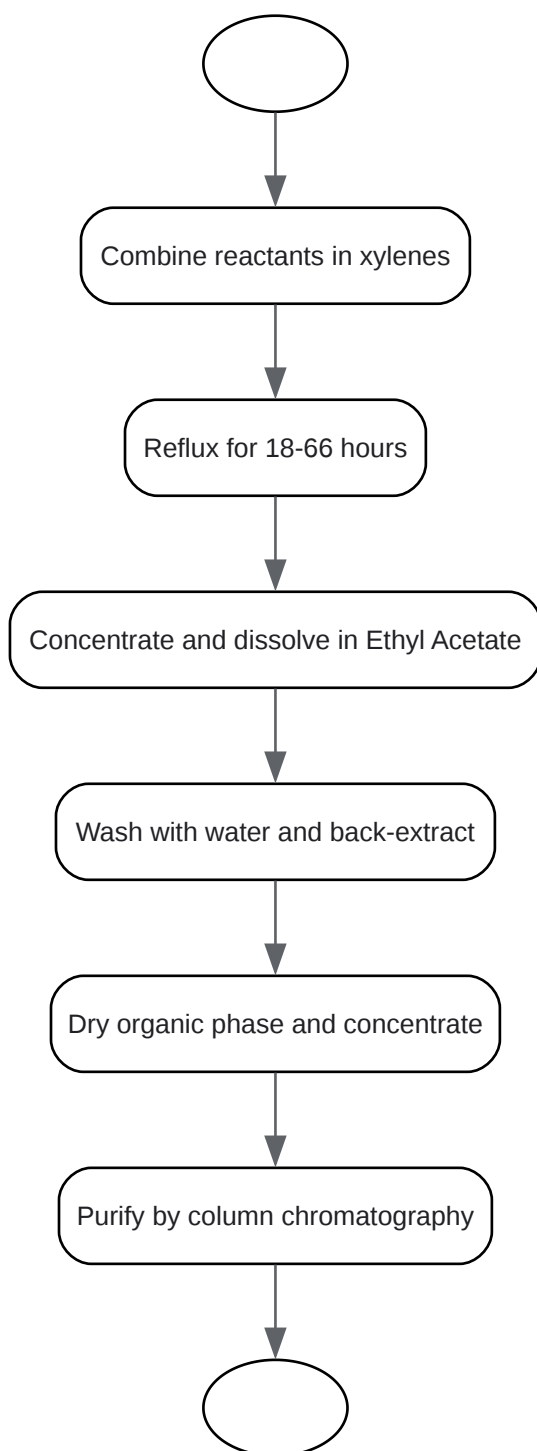 Combine reactants in xylenes
Reflux for 18-66 hours
Concentrate and dissolve in Ethyl Acetate
Wash with water and back-extract
Dry organic phase and concentrate
Purify by column chromatography